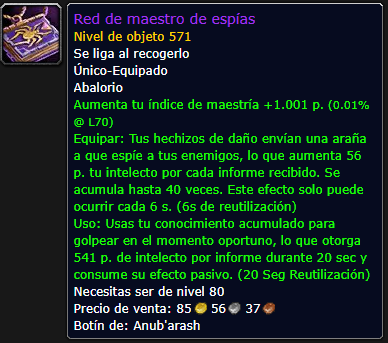 Red de maestro de espías
Nivel de objeto 571
Se liga al recogerlo
Único-Equipado
Abalorio
Aumenta tu índice de maestría +1.001 p. (0.01%
@ L70)
Equipar: Tus hechizos de daño envían una araña
a que espíe a tus enemigos, lo que aumenta 56
p. tu intelecto por cada informe recibido. Se
acumula hasta 40 veces. Este efecto solo puede
ocurrir cada 6 s. (6s de reutilización)
Uso: Usas tu conocimiento acumulado para
golpear en el momento oportuno, lo que otorga
541 p. de intelecto por informe durante 20 sec y
consume su efecto pasivo. (20 Seg Reutilización)
Necesitas ser de nivel 80
Precio de venta: 85 56 37
Botín de: Anub'arash